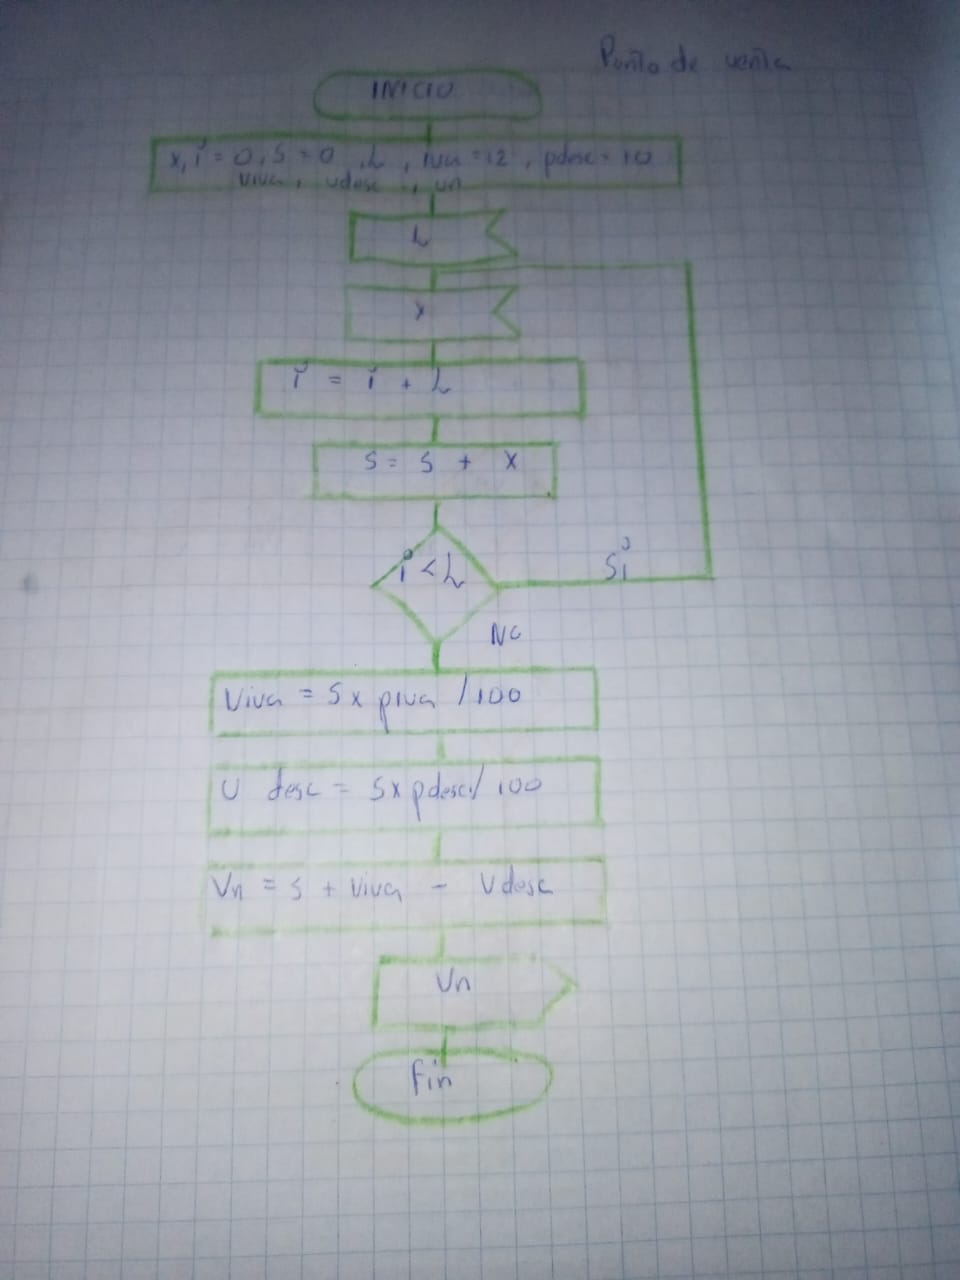 Punto de venta
INICIO
x, i = 0, S = 0, L, iva = 12, pdesc = 10
viva, vdesc, vn
L
x
i = i + L
S = S + X
i < L
Si
No
Viva = S x piva / 100
V desc = S x pdesc / 100
Vn = S + viva - Vdesc
Vn
Fin